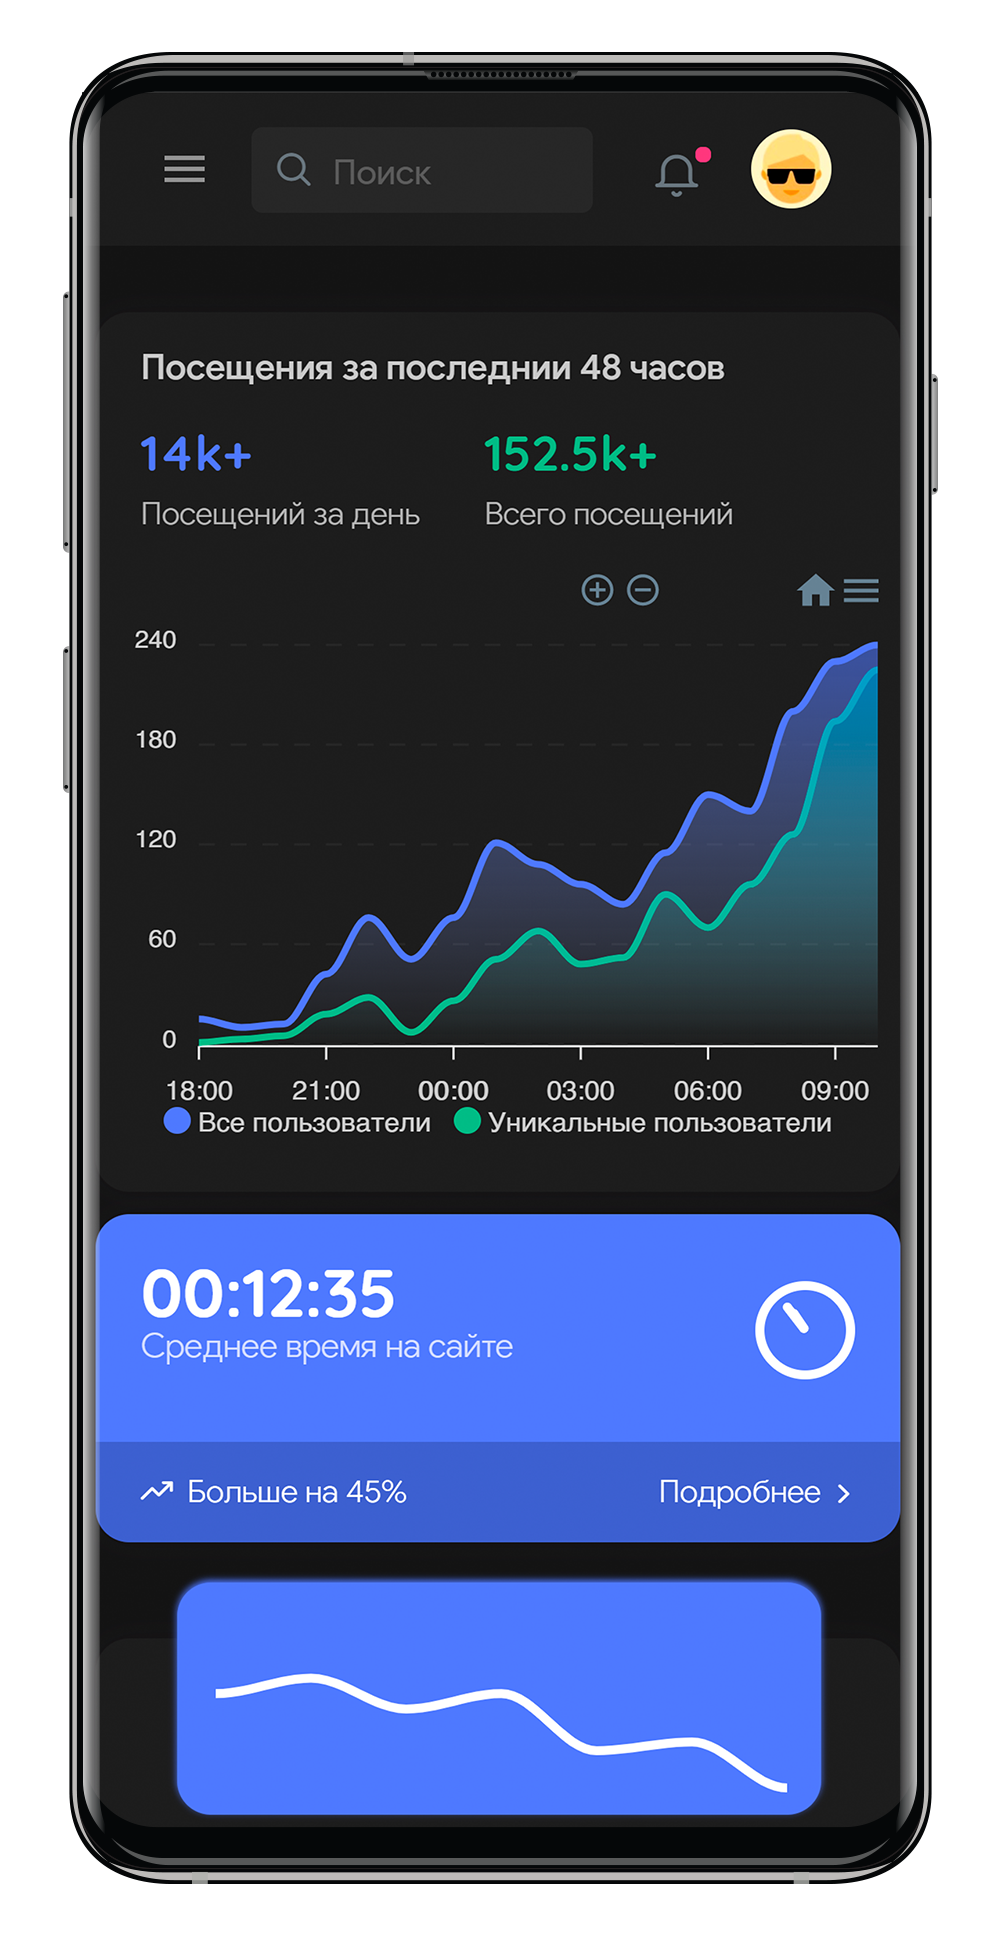 Поиск
Посещения за последнии 48 часов
14k+ 152.5k+
Посещений за день Всего посещений
240
180
120
60
0
18:00 21:00 00:00 03:00 06:00 09:00
Все пользователи Уникальные пользователи
00:12:35
Среднее время на сайте
Больше на 45% Подробнее